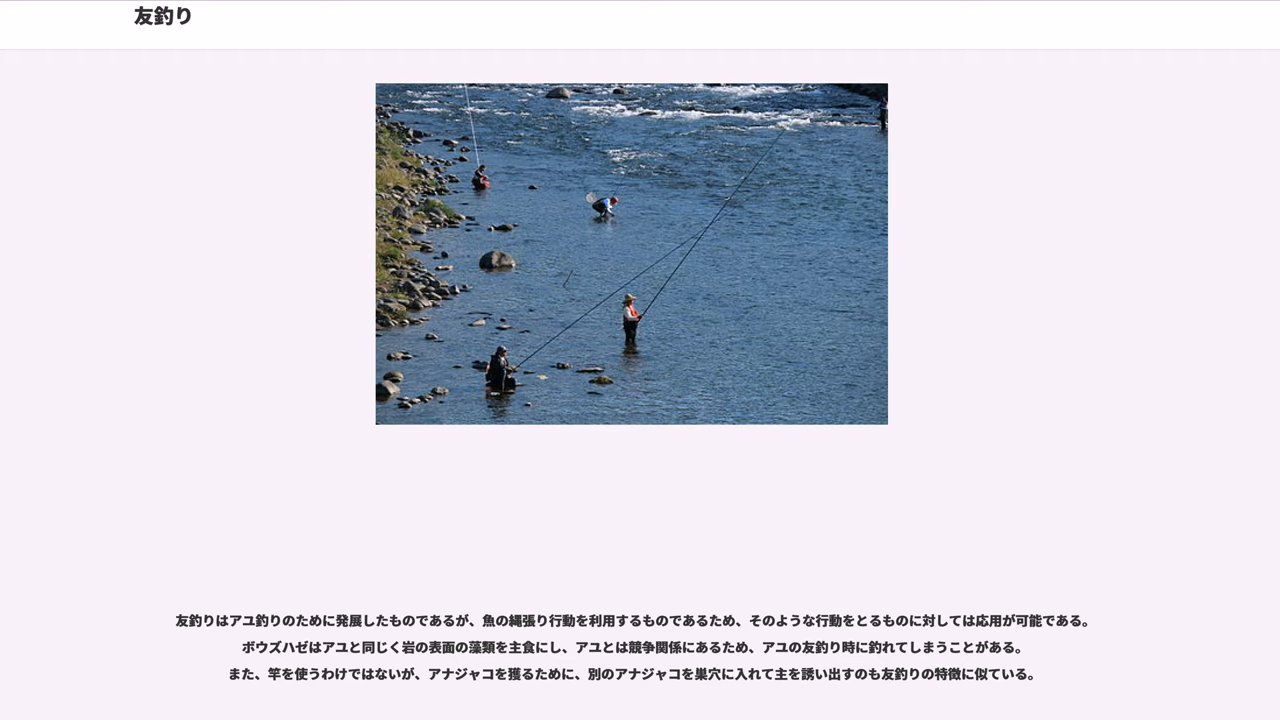 友釣り
友釣りはアユ釣りのために発展したものであるが、魚の縄張り行動を利用するものであるため、そのような行動をとるものに対しては応用が可能である。
ボウズハゼはアユと同じく岩の表面の藻類を主食にし、アユとは競争関係にあるため、アユの友釣り時に釣れてしまうことがある。
また、竿を使うわけではないが、アナジャコを獲るために、別のアナジャコを巣穴に入れて主を誘い出すのも友釣りの特徴に似ている。